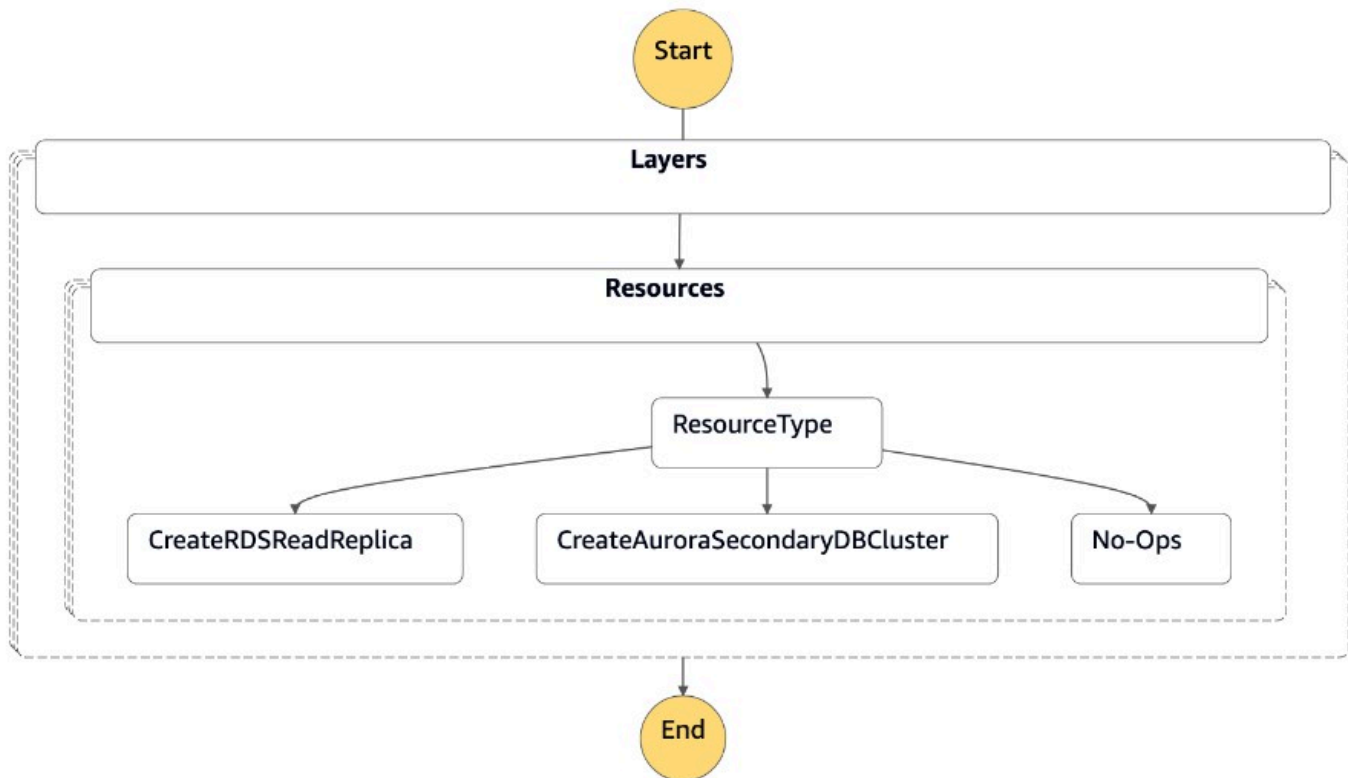 Start
Layers
Resources
ResourceType
CreateRDSReadReplica
CreateAuroraSecondaryDBCluster
No-Ops
End